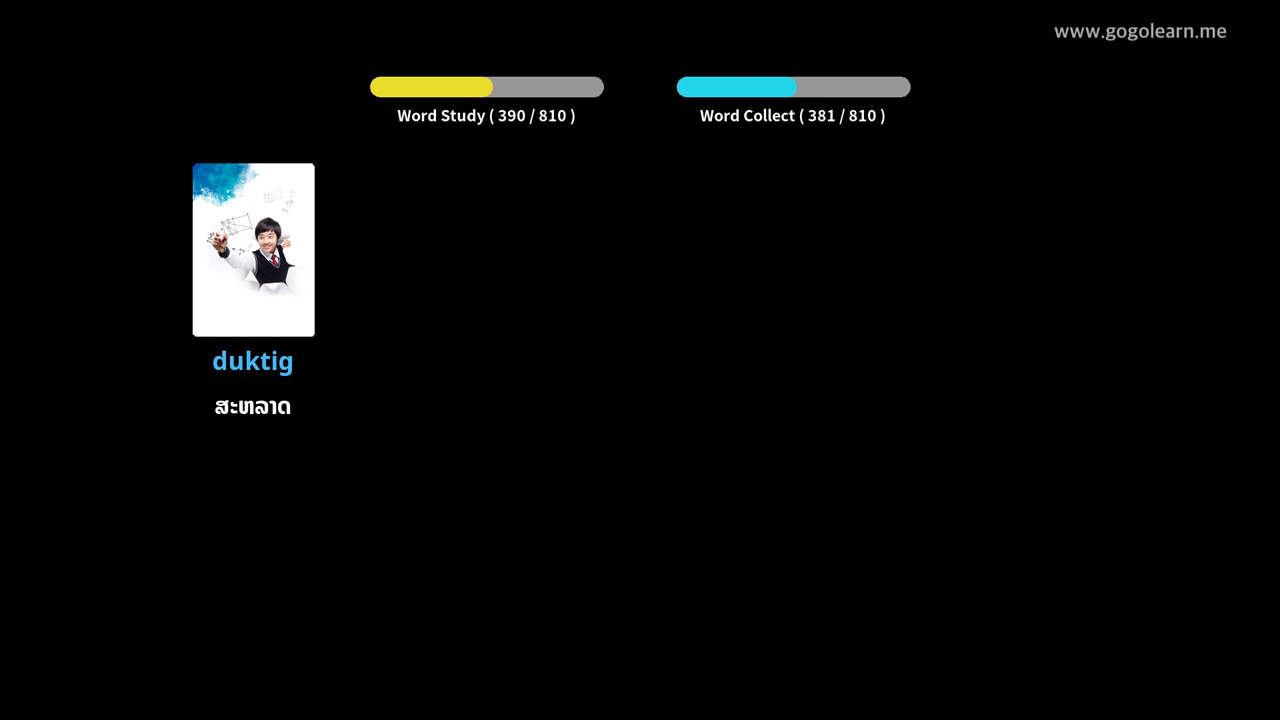 www.gogolearn.me
Word Study ( 390 / 810 )
Word Collect ( 381 / 810 )
duktig
ສະຫລາດ